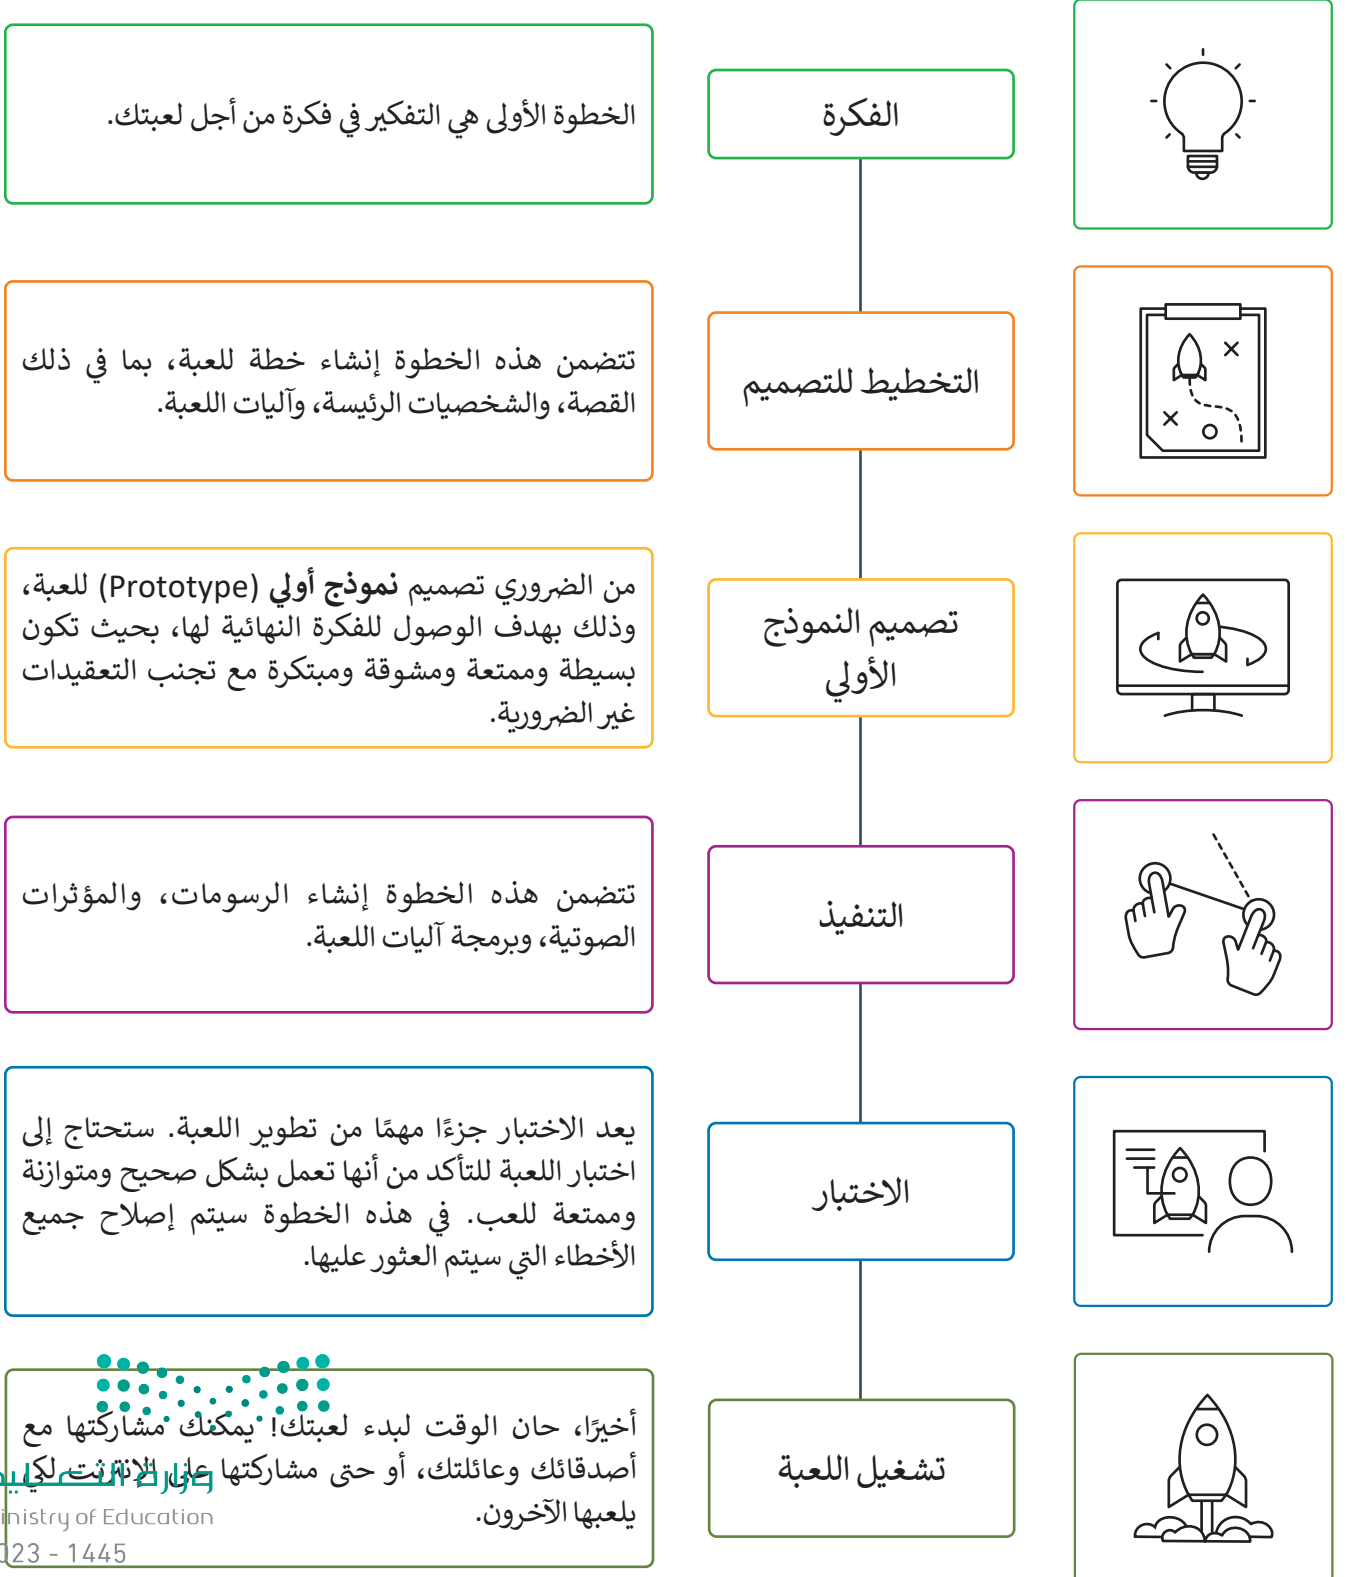 الفكرة
الخطوة الأولى هي التفكير في فكرة من أجل لعبتك.
التخطيط للتصميم
تتضمن هذه الخطوة إنشاء خطة للعبة، بما في ذلك
القصة، والشخصيات الرئيسة، وآليات اللعبة.
تصميم النموذج
الأولي
من الضروري تصميم نموذج أولي (Prototype) للعبة،
وذلك بهدف الوصول للفكرة النهائية لها، بحيث تكون
بسيطة وممتعة ومشوقة ومبتكرة مع تجنب التعقيدات
غير الضرورية.
التنفيذ
تتضمن هذه الخطوة إنشاء الرسومات، والمؤثرات
الصوتية، وبرمجة آليات اللعبة.
الاختبار
يعد الاختبار جزءًا مهمًا من تطوير اللعبة. ستحتاج إلى
اختبار اللعبة للتأكد من أنها تعمل بشكل صحيح ومتوازنة
وممتعة للعب. في هذه الخطوة سيتم إصلاح جميع
الأخطاء التي سيتم العثور عليها.
تشغيل اللعبة
أخيرًا، حان الوقت لبدء لعبتك! يمكنك مشاركتها مع
أصدقائك وعائلتك، أو حتى مشاركتها على الإنترنت لكي
يلعبها الآخرون.
وزارة التعليم
inistry of Education
023 - 1445